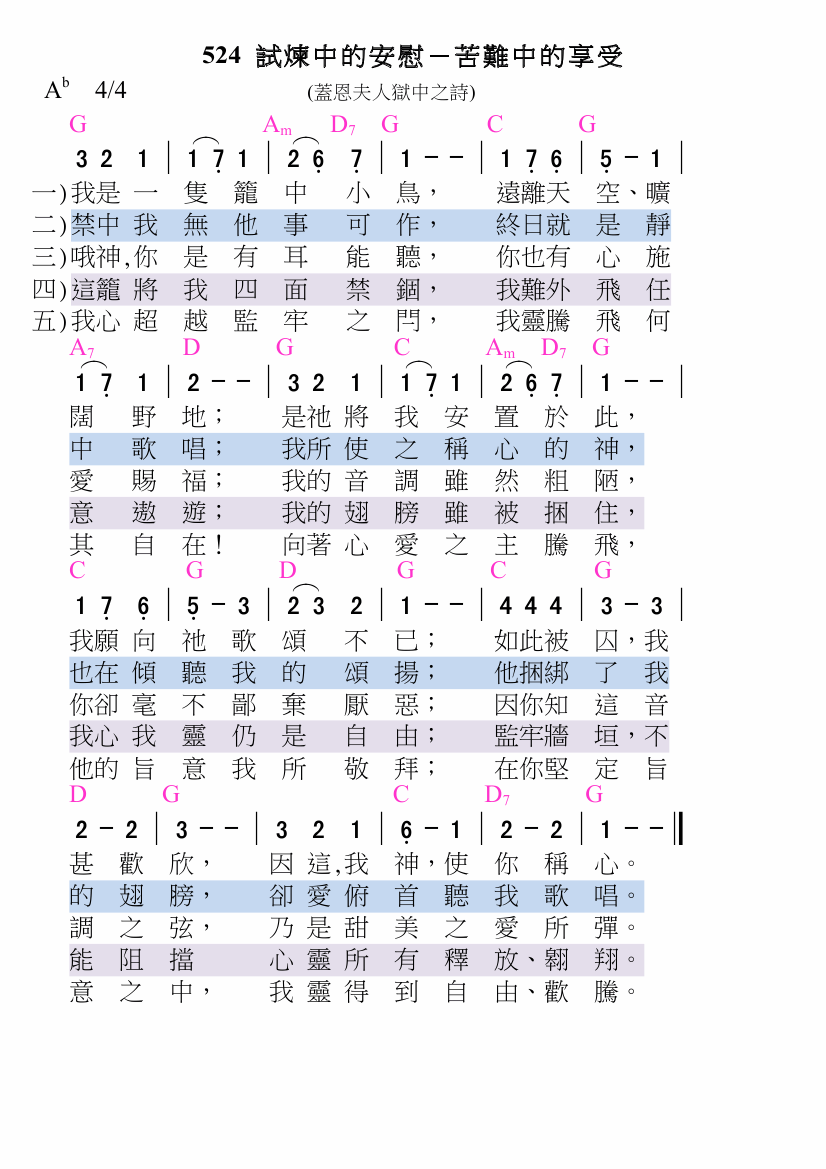 524 試煉中的安慰－苦難中的享受
A♭ 4/4 (蓋恩夫人獄中之詩)
G Am D7 G C G
3 2 1 | 1 7̣ 1 | 2 6̣ 7̣ | 1 － － | 1 7̣ 6̣ | 5̣ － 1 |
一)我是一隻籠中小鳥，遠離天空、曠
二)禁中我無他事可作，終日就是靜
三)哦神,你是有耳能聽，你也有心施
四)這籠將我四面禁錮，我難外飛任
五)我心超越監牢之閂，我靈騰飛何
A7 D G C Am D7 G
1 7̣ 1 | 2 － － | 3 2 1 | 1 7̣ 1 | 2 6̣ 7̣ | 1 － － |
闊野地；是祂將我安置於此，
中歌唱；我所使之稱心的神，
愛賜福；我的音調雖然粗陋，
意遨遊；我的翅膀雖被捆住，
其自在！向著心愛之主騰飛，
C G D G C G
1 7̣ 6̣ | 5̣ － 3 | 2 3 2 | 1 － － | 4 4 4 | 3 － 3 |
我願向祂歌頌不已；如此被囚，我
也在傾聽我的頌揚；他捆綁了我
你卻毫不鄙棄厭惡；因你知這音
我心我靈仍是自由；監牢牆垣，不
他的旨意我所敬拜；在你堅定旨
D G C D7 G
2 － 2 | 3 － － | 3 2 1 | 6̣ － 1 | 2 － 2 | 1 － － ‖
甚歡欣，因這,我神，使你稱心。
的翅膀，卻愛俯首聽我歌唱。
調之弦，乃是甜美之愛所彈。
能阻擋心靈所有釋放、翱翔。
意之中，我靈得到自由、歡騰。